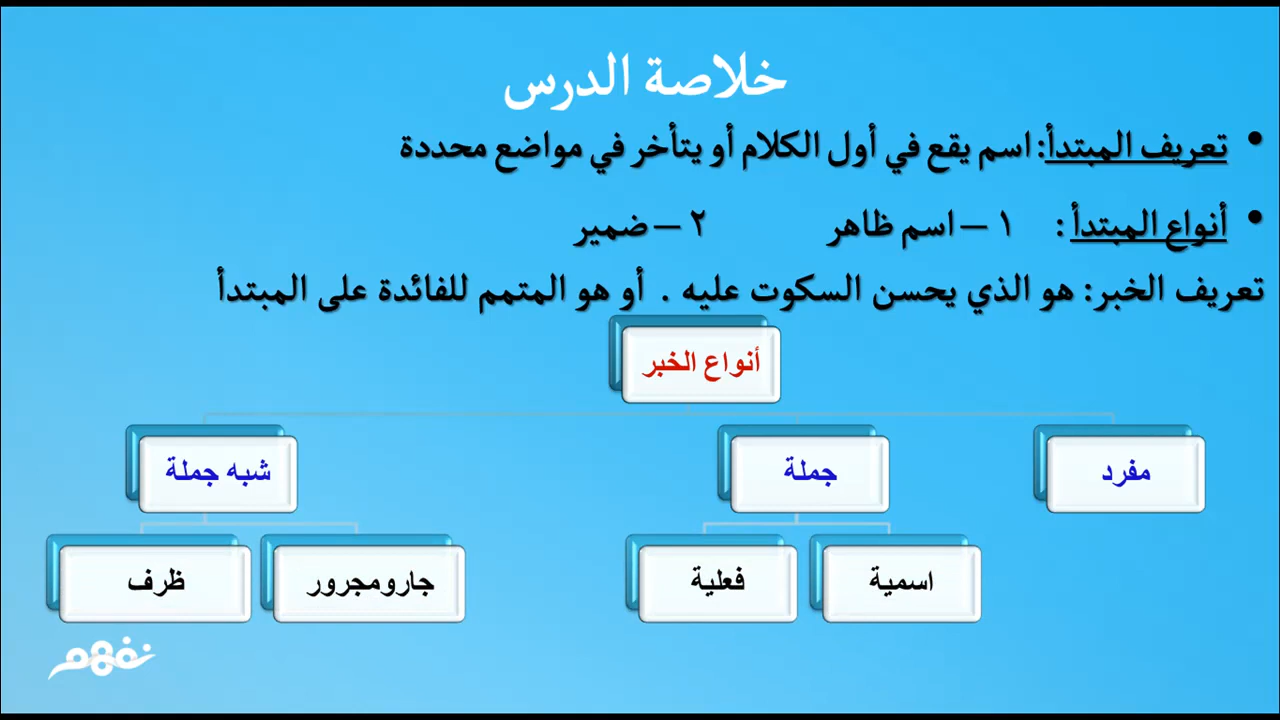 خلاصة الدرس
• تعريف المبتدأ: اسم يقع في أول الكلام أو يتأخر في مواضع محددة
• أنواع المبتدأ : ١ – اسم ظاهر ٢ – ضمير
تعريف الخبر: هو الذي يحسن السكوت عليه . أو هو المتمم للفائدة على المبتدأ
أنواع الخبر
مفرد
جملة
شبه جملة
اسمية
فعلية
جارومجرور
ظرف
نفهم